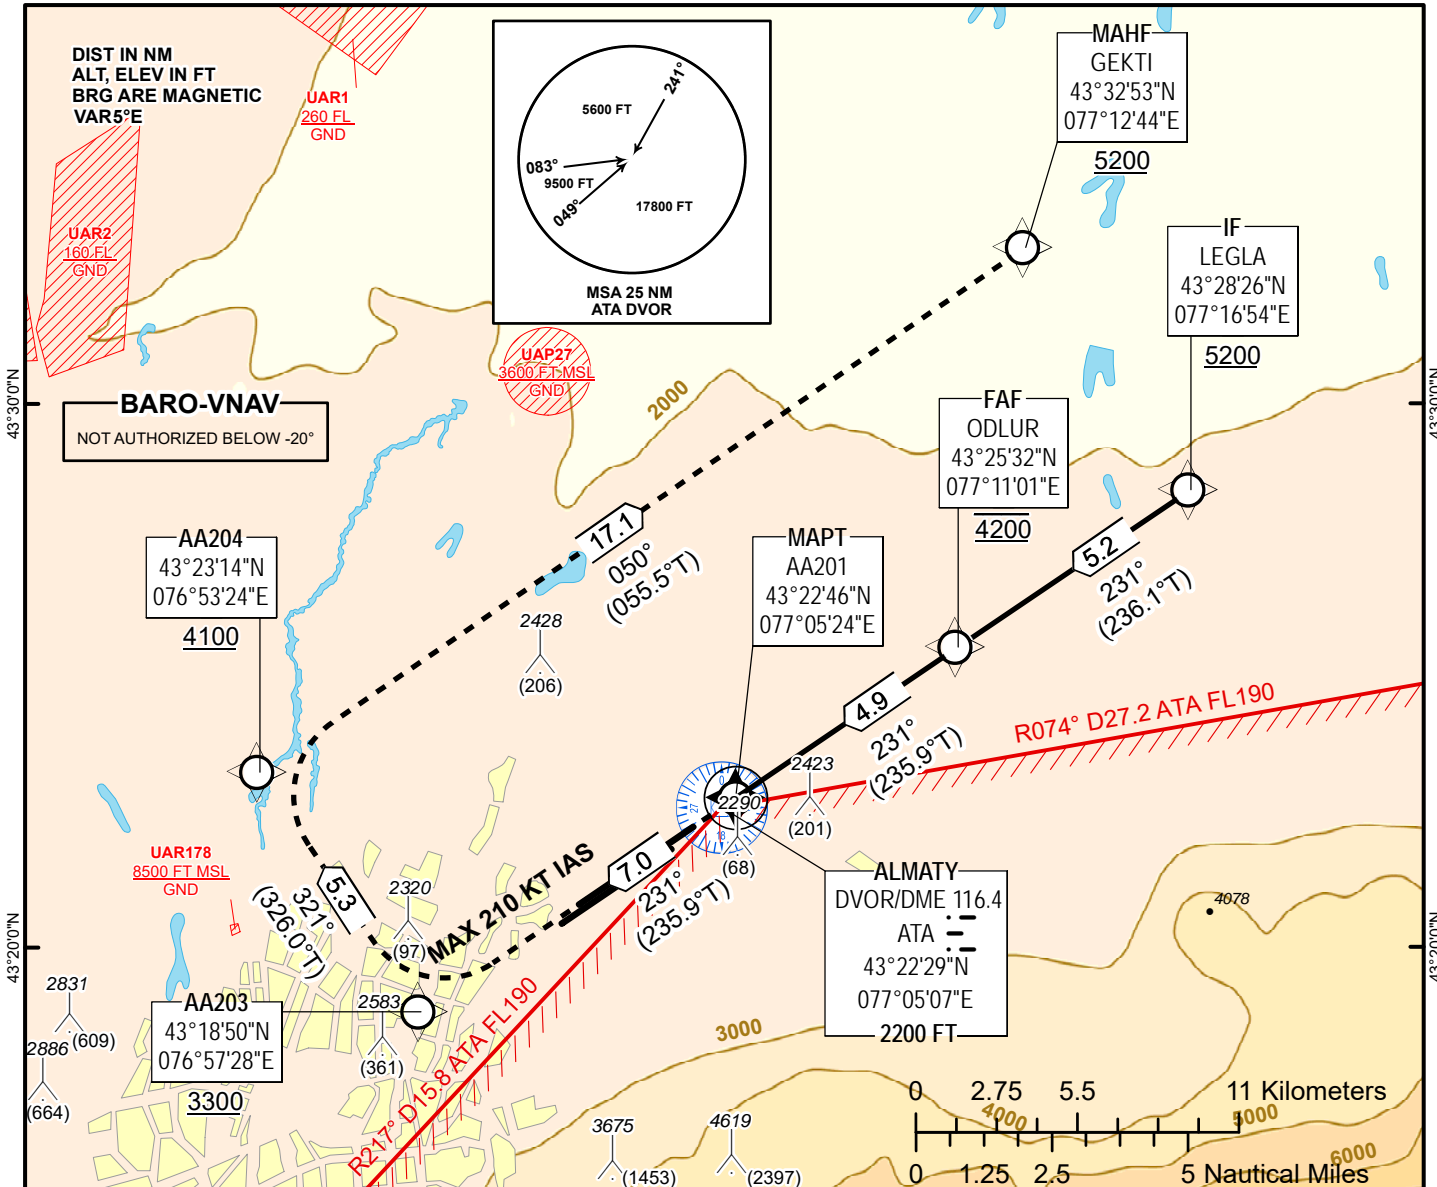 DIST IN NM
ALT, ELEV IN FT
BRG ARE MAGNETIC
VAR5°E
UAR1
260 FL
GND
UAR2
160 FL
GND
241°
5600 FT
083°
9500 FT
049°
17800 FT
MSA 25 NM
ATA DVOR
MAHF
GEKTI
43°32'53"N
077°12'44"E
5200
IF
LEGLA
43°28'26"N
077°16'54"E
5200
UAP27
3600 FT MSL
GND
2000
43°30'0"N
43°30'0"N
BARO-VNAV
NOT AUTHORIZED BELOW -20°
FAF
ODLUR
43°25'32"N
077°11'01"E
4200
AA204
43°23'14"N
076°53'24"E
4100
17.1
050°
(055.5°T)
MAPT
AA201
43°22'46"N
077°05'24"E
5.2
231°
(236.1°T)
2428
(206)
4.9
231°
(235.9°T)
R074° D27.2 ATA FL190
2423
(201)
0
27
18
2290
(68)
UAR178
8500 FT MSL
GND
5.3
321°
(326.0°T)
2320
(97)
MAX 210 KT IAS
7.0
231°
(235.9°T)
ALMATY
DVOR/DME 116.4
ATA
43°22'29"N
077°05'07"E
2200 FT
4078
43°20'0"N
43°20'0"N
2831
(609)
2886
(664)
AA203
43°18'50"N
076°57'28"E
3300
2583
(361)
R217° D15.8 ATA FL190
3000
4000
5000
6000
3675
(1453)
4619
(2397)
0 2.75 5.5 11 Kilometers
0 1.25 2.5 5 Nautical Miles